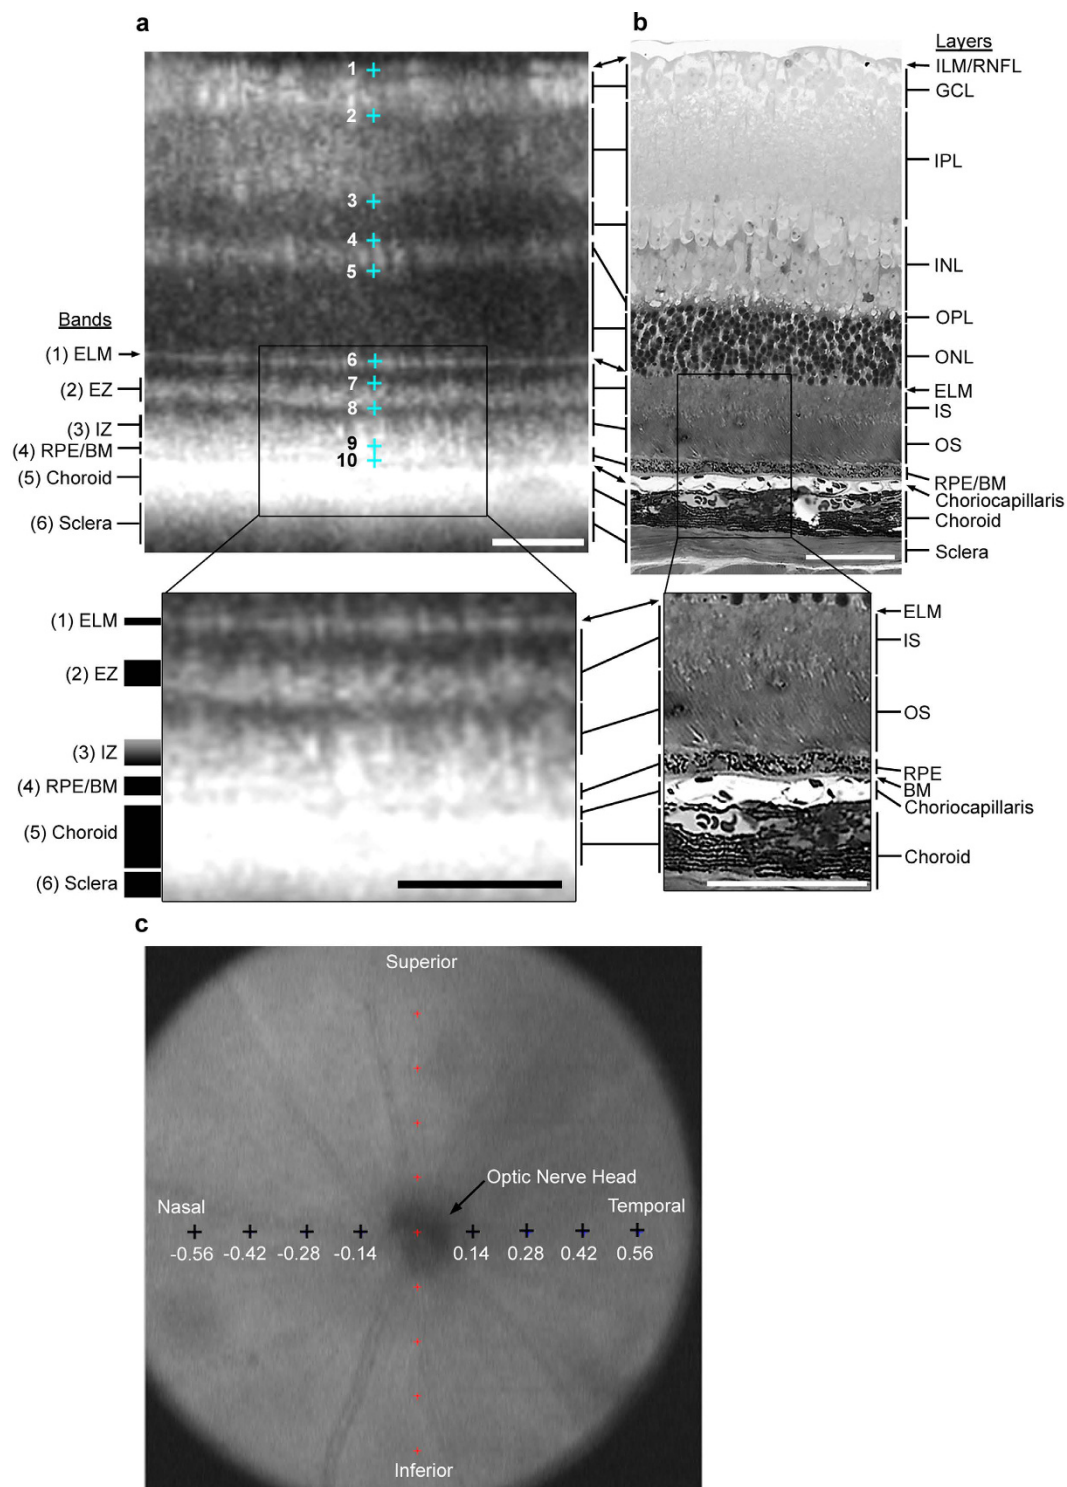 a
b
1
2
3
4
5
6
7
8
9
10
Bands
(1) ELM
(2) EZ
(3) IZ
(4) RPE/BM
(5) Choroid
(6) Sclera
Layers
ILM/RNFL
GCL
IPL
INL
OPL
ONL
ELM
IS
OS
RPE/BM
Choriocapillaris
Choroid
Sclera
(1) ELM
(2) EZ
(3) IZ
(4) RPE/BM
(5) Choroid
(6) Sclera
ELM
IS
OS
RPE
BM
Choriocapillaris
Choroid
c
Superior
Optic Nerve Head
Nasal
Temporal
-0.56 -0.42 -0.28 -0.14 0.14 0.28 0.42 0.56
Inferior